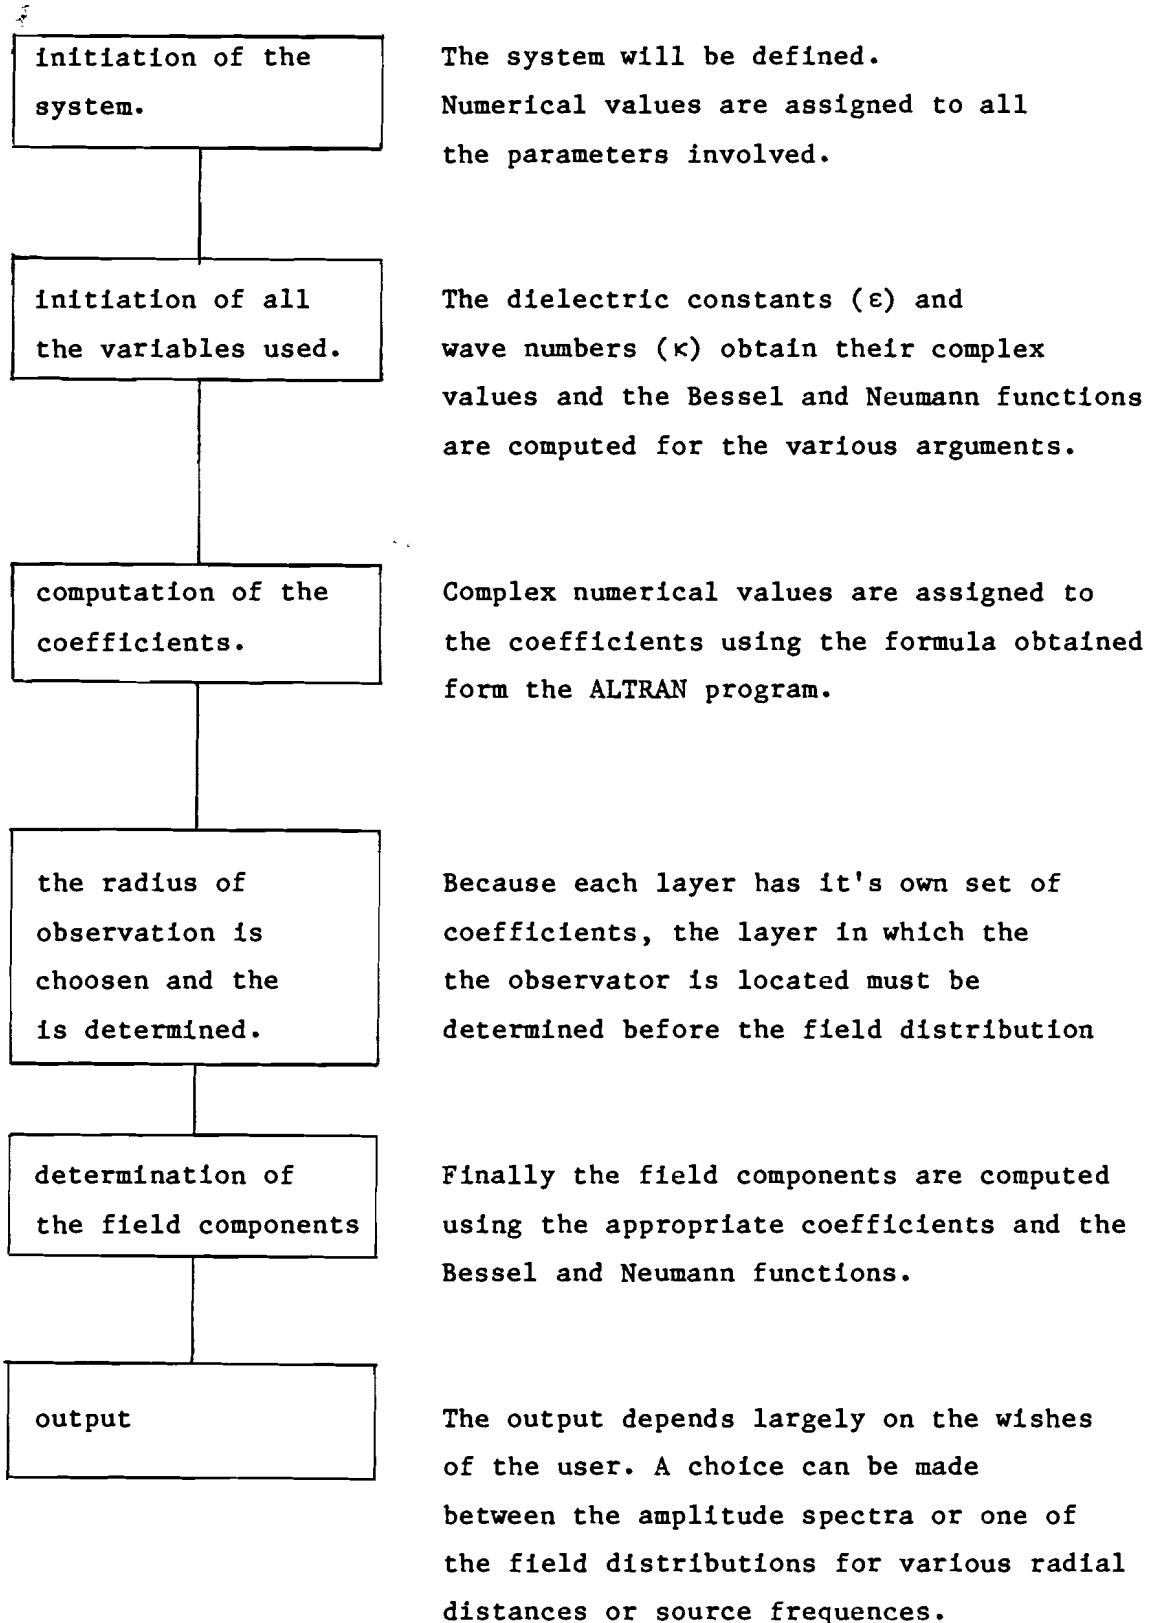 initiation of the
system.
The system will be defined.
Numerical values are assigned to all
the parameters involved.
initiation of all
the variables used.
The dielectric constants (ε) and
wave numbers (κ) obtain their complex
values and the Bessel and Neumann functions
are computed for the various arguments.
computation of the
coefficients.
Complex numerical values are assigned to
the coefficients using the formula obtained
form the ALTRAN program.
the radius of
observation is
choosen and the
is determined.
Because each layer has it's own set of
coefficients, the layer in which the
the observator is located must be
determined before the field distribution
determination of
the field components
Finally the field components are computed
using the appropriate coefficients and the
Bessel and Neumann functions.
output
The output depends largely on the wishes
of the user. A choice can be made
between the amplitude spectra or one of
the field distributions for various radial
distances or source frequences.